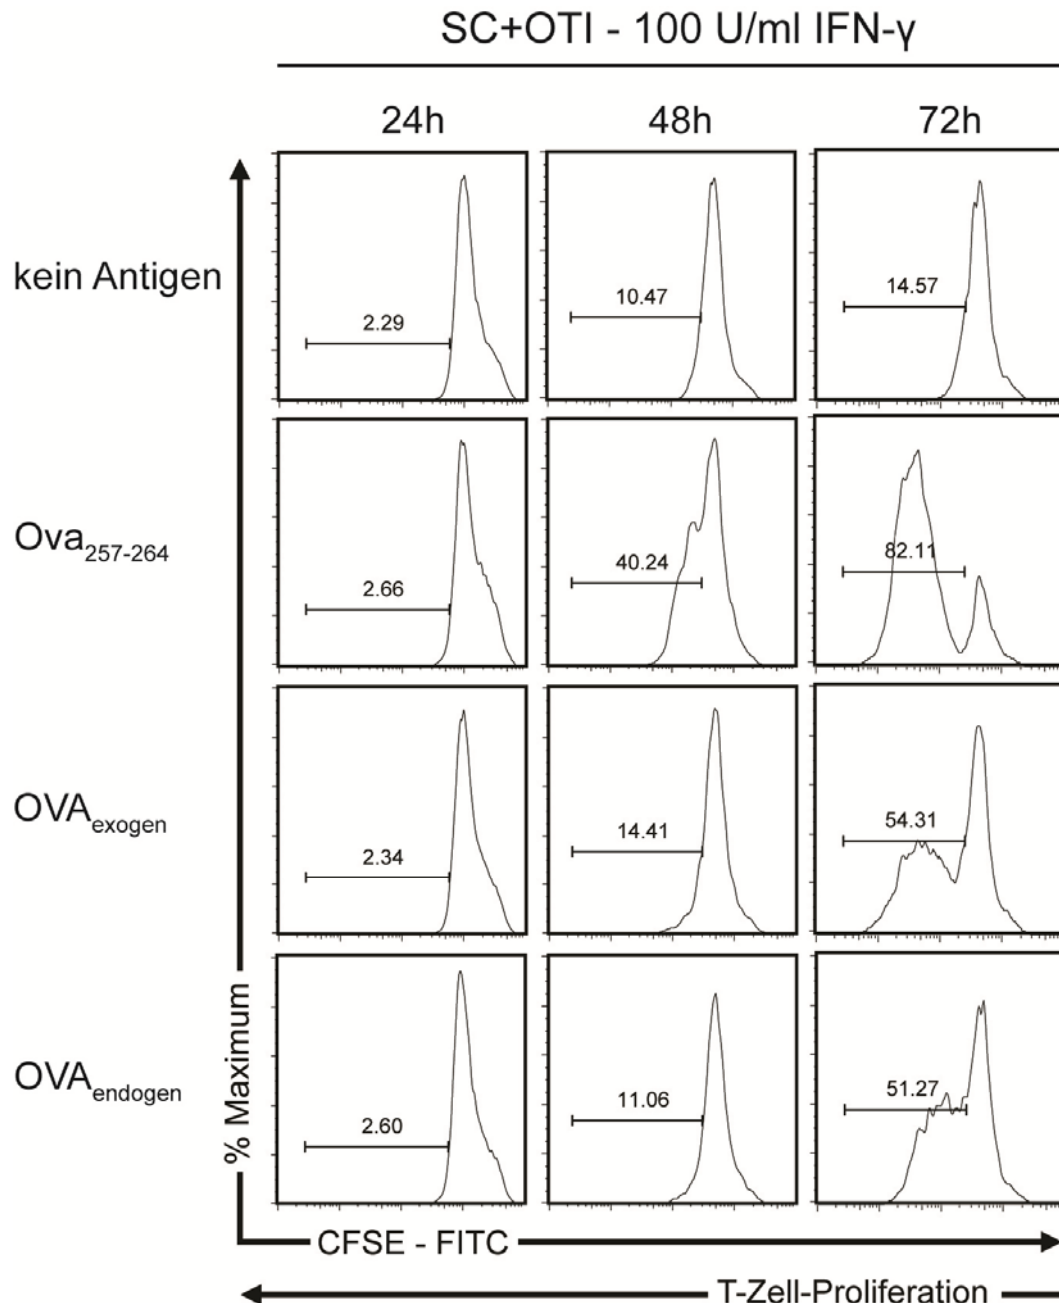 SC+OTI - 100 U/ml IFN-γ
24h 48h 72h
kein Antigen
2.29 10.47 14.57
Ova257-264
2.66 40.24 82.11
OVAexogen
2.34 14.41 54.31
OVAendogen
2.60 11.06 51.27
% Maximum
CFSE - FITC
T-Zell-Proliferation